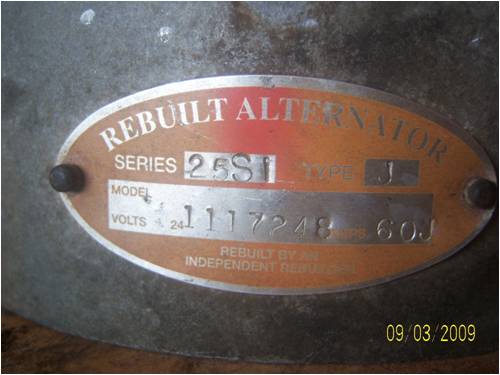 REBUILT ALTERNATOR
SERIES 25SI TYPE J
MODEL
VOLTS 24 1117248 AMPS 60J
REBUILT BY AN
INDEPENDENT REBUILDER
09/03/2009